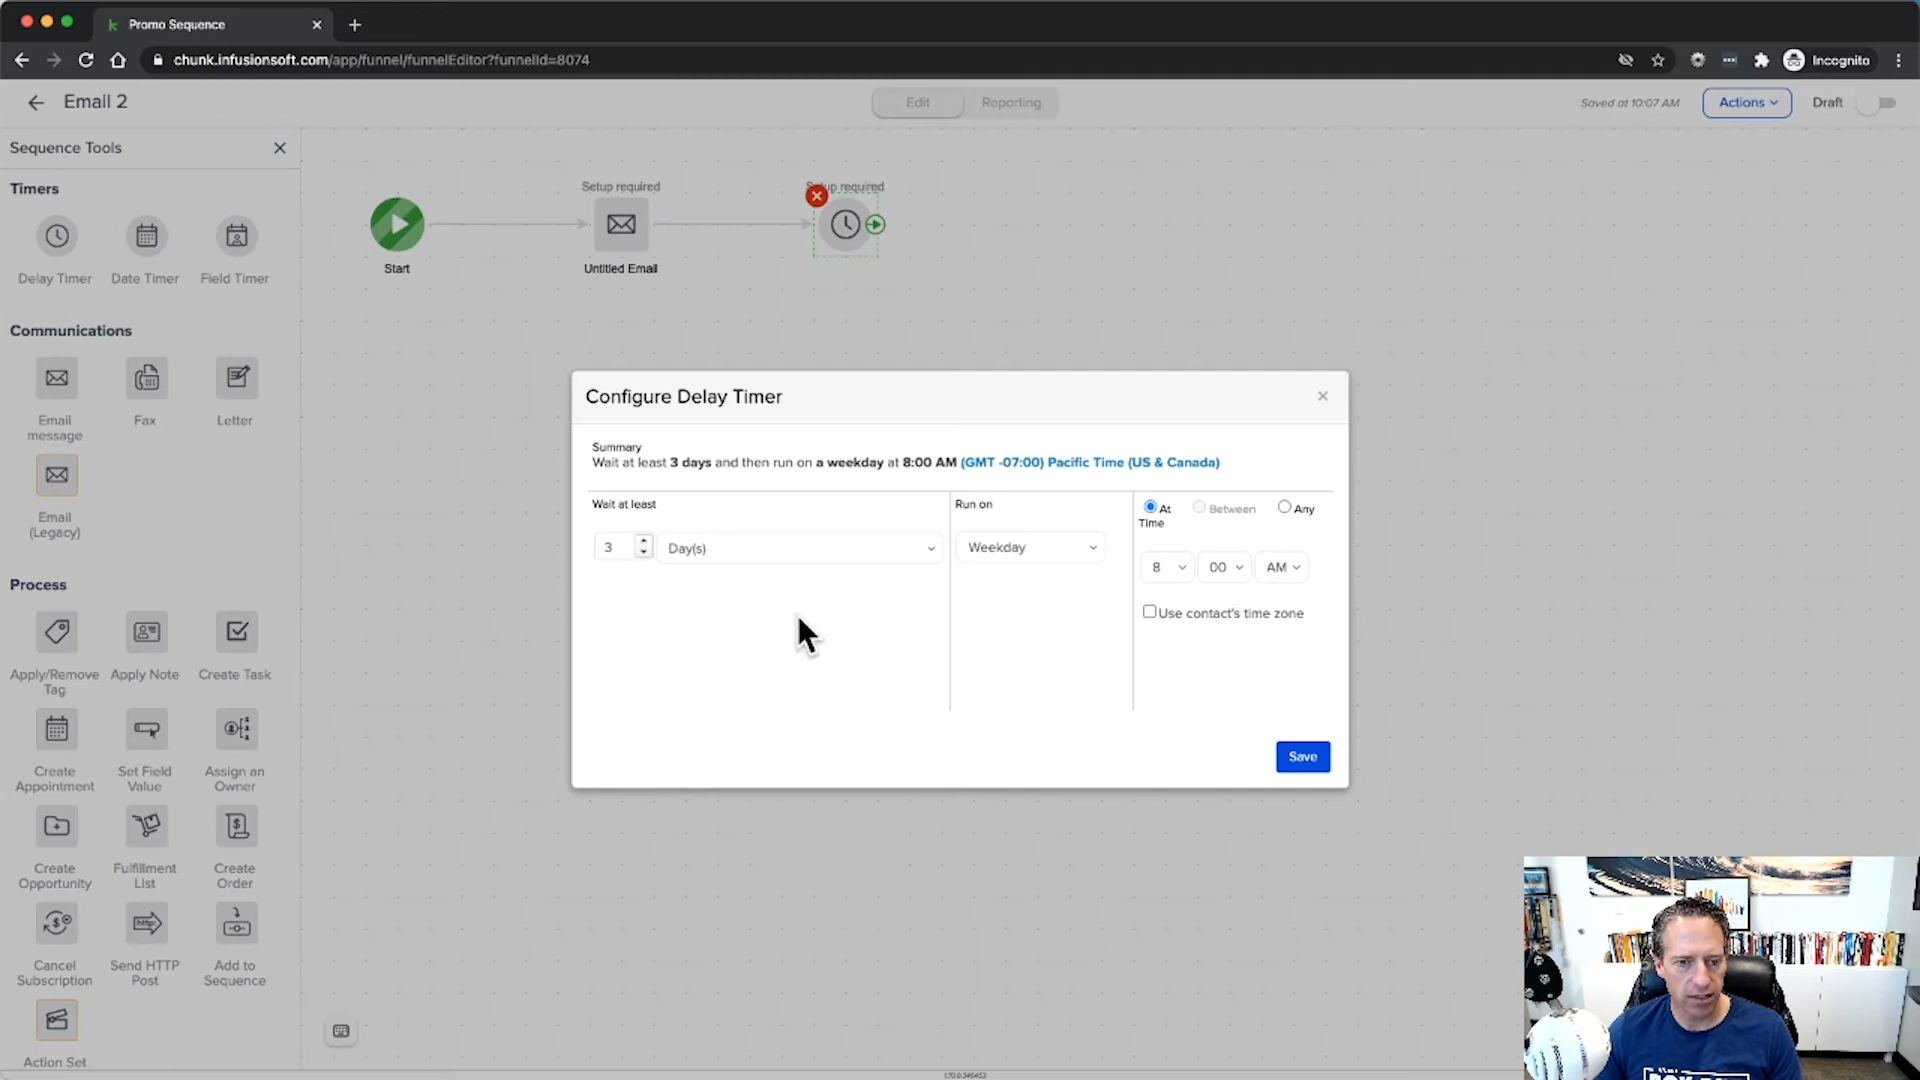 Promo Sequence
chunk.infusionsoft.com/app/funnel/funnelEditor?funnelId=8074
Incognito
Email 2
Edit
Reporting
Saved at 10:07 AM
Actions
Draft
Sequence Tools
Timers
Delay Timer
Date Timer
Field Timer
Communications
Email message
Fax
Letter
Email (Legacy)
Process
Apply/Remove Tag
Apply Note
Create Task
Create Appointment
Set Field Value
Assign an Owner
Create Opportunity
Fulfillment List
Create Order
Cancel Subscription
Send HTTP Post
Add to Sequence
Action Set
Start
Setup required
Untitled Email
Setup required
Configure Delay Timer
Summary
Wait at least 3 days and then run on a weekday at 8:00 AM (GMT -07:00) Pacific Time (US & Canada)
Wait at least
3
Day(s)
Run on
Weekday
At Time
Between
Any
8
00
AM
Use contact's time zone
Save